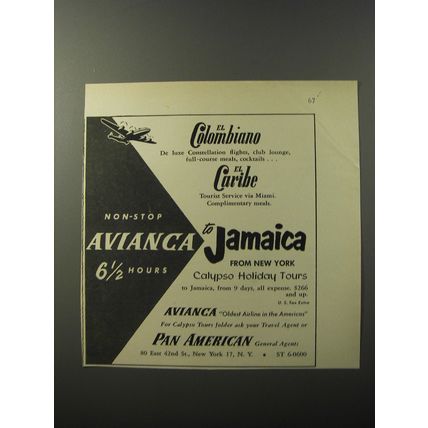 67
EL
Colombiano
De luxe Constellation flights, club lounge,
full-course meals, cocktails . . .
EL
Caribe
Tourist Service via Miami.
Complimentary meals.
NON-STOP
AVIANCA
6 1/2 HOURS
to Jamaica
FROM NEW YORK
Calypso Holiday Tours
to Jamaica, from 9 days, all expense. $266
and up.
U. S. Tax Extra
AVIANCA "Oldest Airline in the Americas"
For Calypso Tours folder ask your Travel Agent or
PAN AMERICAN General Agents
80 East 42nd St., New York 17, N. Y. • ST 6-0600